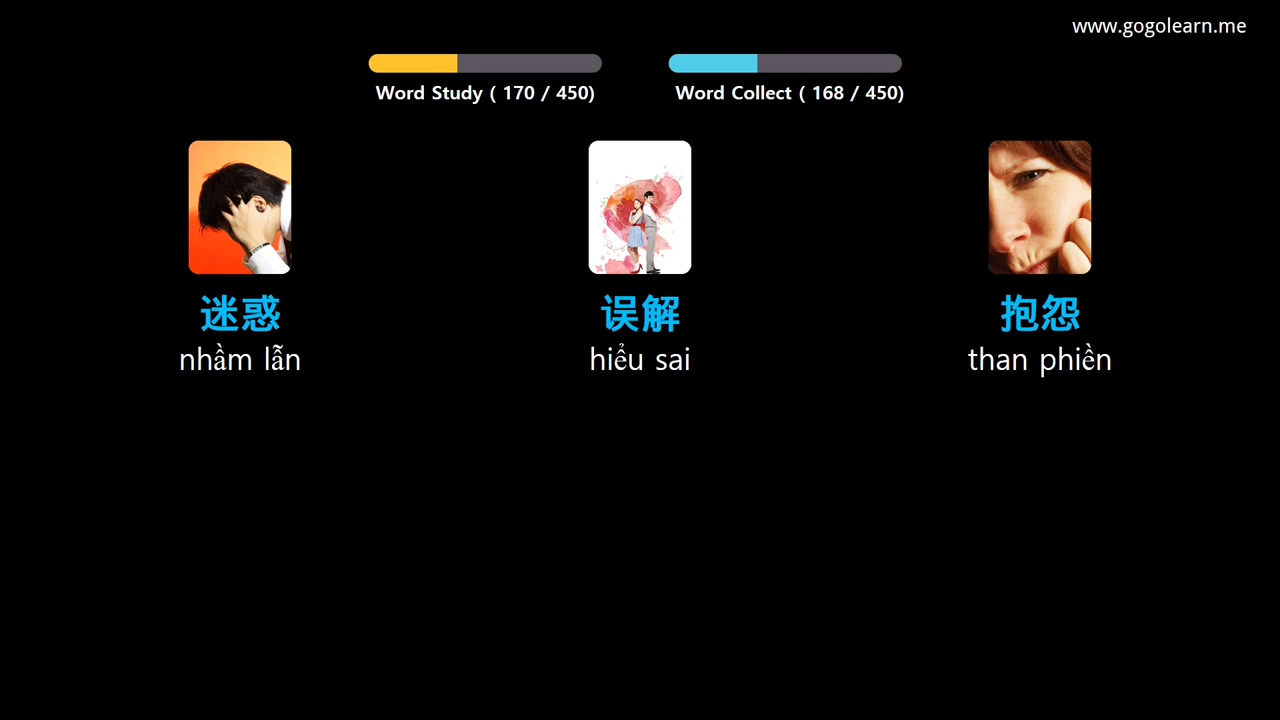 www.gogolearn.me
Word Study ( 170 / 450)
Word Collect ( 168 / 450)
迷惑
nhầm lẫn
误解
hiểu sai
抱怨
than phiền